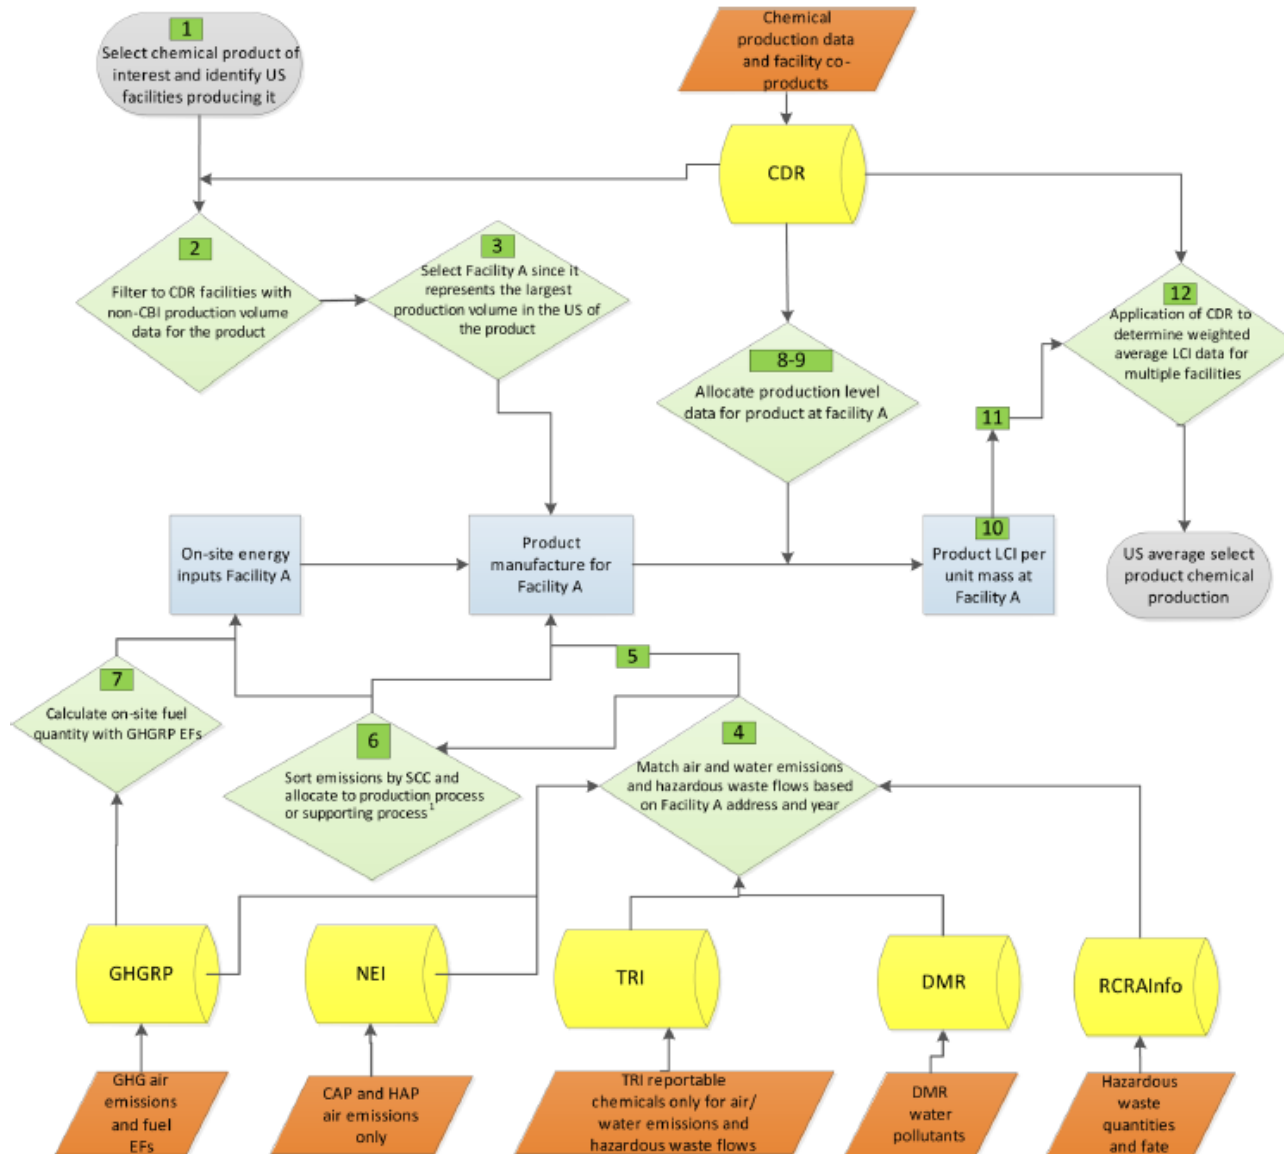 1
Select chemical product of
interest and identify US
facilities producing it
Chemical
production data
and facility co-
products
CDR
2
Filter to CDR facilities with
non-CBI production volume
data for the product
3
Select Facility A since it
represents the largest
production volume in the US of
the product
8-9
Allocate production level
data for product at facility A
12
Application of CDR to
determine weighted
average LCI data for
multiple facilities
11
On-site energy
inputs Facility A
Product
manufacture for
Facility A
10
Product LCI per
unit mass at
Facility A
US average select
product chemical
production
5
7
Calculate on-site fuel
quantity with GHGRP EFs
6
Sort emissions by SCC and
allocate to production process
or supporting process1
4
Match air and water emissions
and hazardous waste flows based
on Facility A address and year
GHGRP
NEI
TRI
DMR
RCRAInfo
GHG air
emissions
and fuel
EFs
CAP and HAP
air emissions
only
TRI reportable
chemicals only for air/
water emissions and
hazardous waste flows
DMR
water
pollutants
Hazardous
waste
quantities
and fate